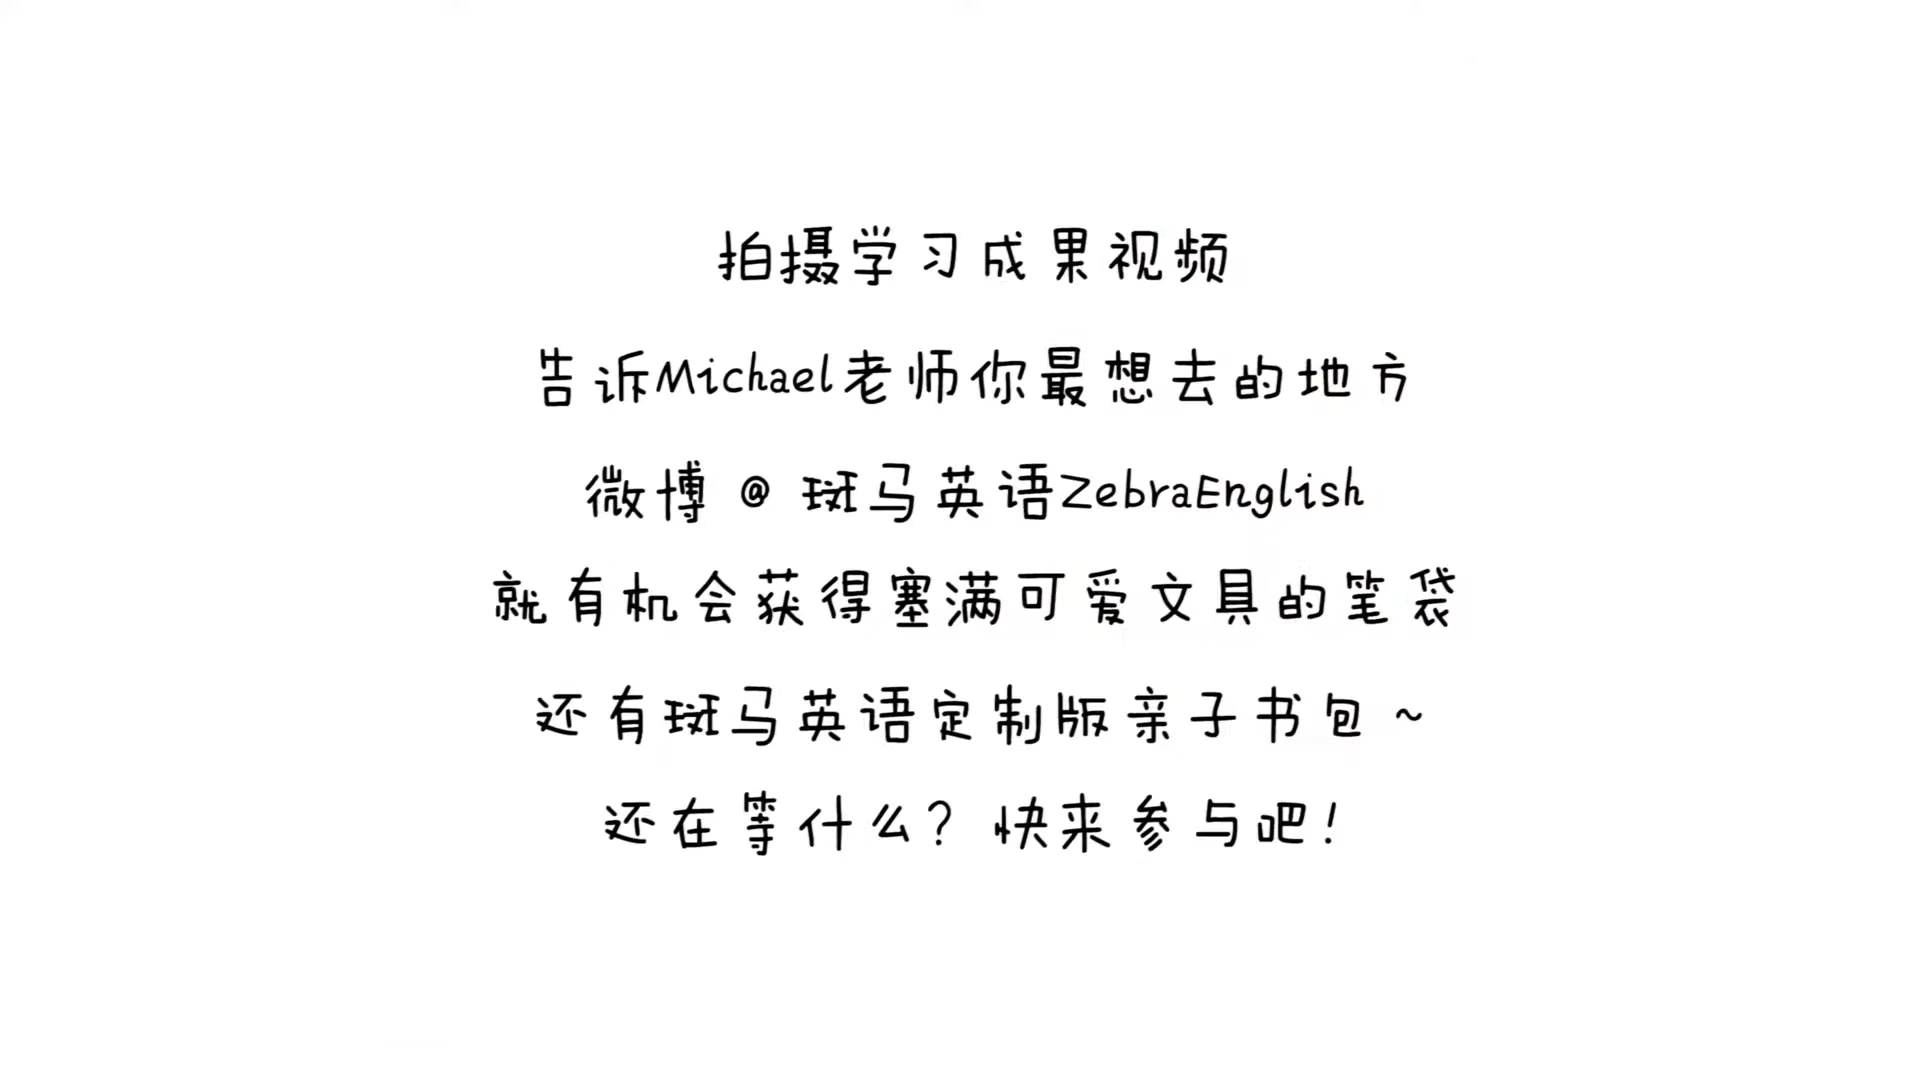 拍摄学习成果视频
告诉Michael老师你最想去的地方
微博 @ 斑马英语ZebraEnglish
就有机会获得塞满可爱文具的笔袋
还有斑马英语定制版亲子书包~
还在等什么？快来参与吧！